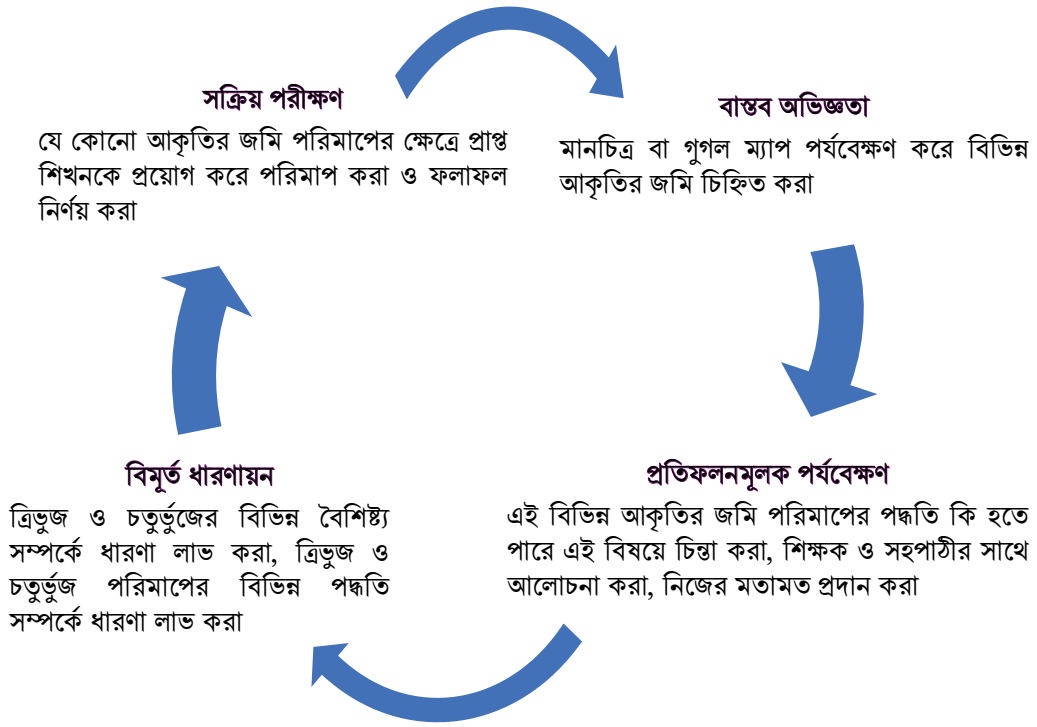 সক্রিয় পরীক্ষণ
যে কোনো আকৃতির জমি পরিমাপের ক্ষেত্রে প্রাপ্ত
শিখনকে প্রয়োগ করে পরিমাপ করা ও ফলাফল
নির্ণয় করা
বাস্তব অভিজ্ঞতা
মানচিত্র বা গুগল ম্যাপ পর্যবেক্ষণ করে বিভিন্ন
আকৃতির জমি চিহ্নিত করা
বিমূর্ত ধারণায়ন
ত্রিভুজ ও চতুর্ভুজের বিভিন্ন বৈশিষ্ট্য
সম্পর্কে ধারণা লাভ করা, ত্রিভুজ ও
চতুর্ভুজ পরিমাপের বিভিন্ন পদ্ধতি
সম্পর্কে ধারণা লাভ করা
প্রতিফলনমূলক পর্যবেক্ষণ
এই বিভিন্ন আকৃতির জমি পরিমাপের পদ্ধতি কি হতে
পারে এই বিষয়ে চিন্তা করা, শিক্ষক ও সহপাঠীর সাথে
আলোচনা করা, নিজের মতামত প্রদান করা